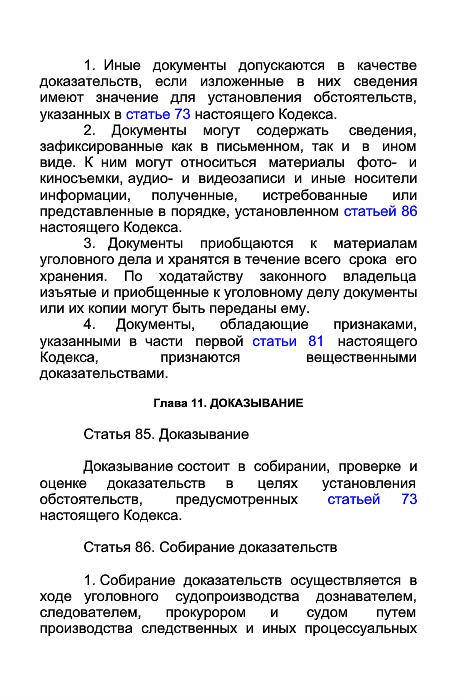 1. Иные документы допускаются в качестве
доказательств, если изложенные в них сведения
имеют значение для установления обстоятельств,
указанных в статье 73 настоящего Кодекса.
2. Документы могут содержать сведения,
зафиксированные как в письменном, так и в ином
виде. К ним могут относиться материалы фото- и
киносъемки, аудио- и видеозаписи и иные носители
информации, полученные, истребованные или
представленные в порядке, установленном статьей 86
настоящего Кодекса.
3. Документы приобщаются к материалам
уголовного дела и хранятся в течение всего срока его
хранения. По ходатайству законного владельца
изъятые и приобщенные к уголовному делу документы
или их копии могут быть переданы ему.
4. Документы, обладающие признаками,
указанными в части первой статьи 81 настоящего
Кодекса, признаются вещественными
доказательствами.
Глава 11. ДОКАЗЫВАНИЕ
Статья 85. Доказывание
Доказывание состоит в собирании, проверке и
оценке доказательств в целях установления
обстоятельств, предусмотренных статьей 73
настоящего Кодекса.
Статья 86. Собирание доказательств
1. Собирание доказательств осуществляется в
ходе уголовного судопроизводства дознавателем,
следователем, прокурором и судом путем
производства следственных и иных процессуальных